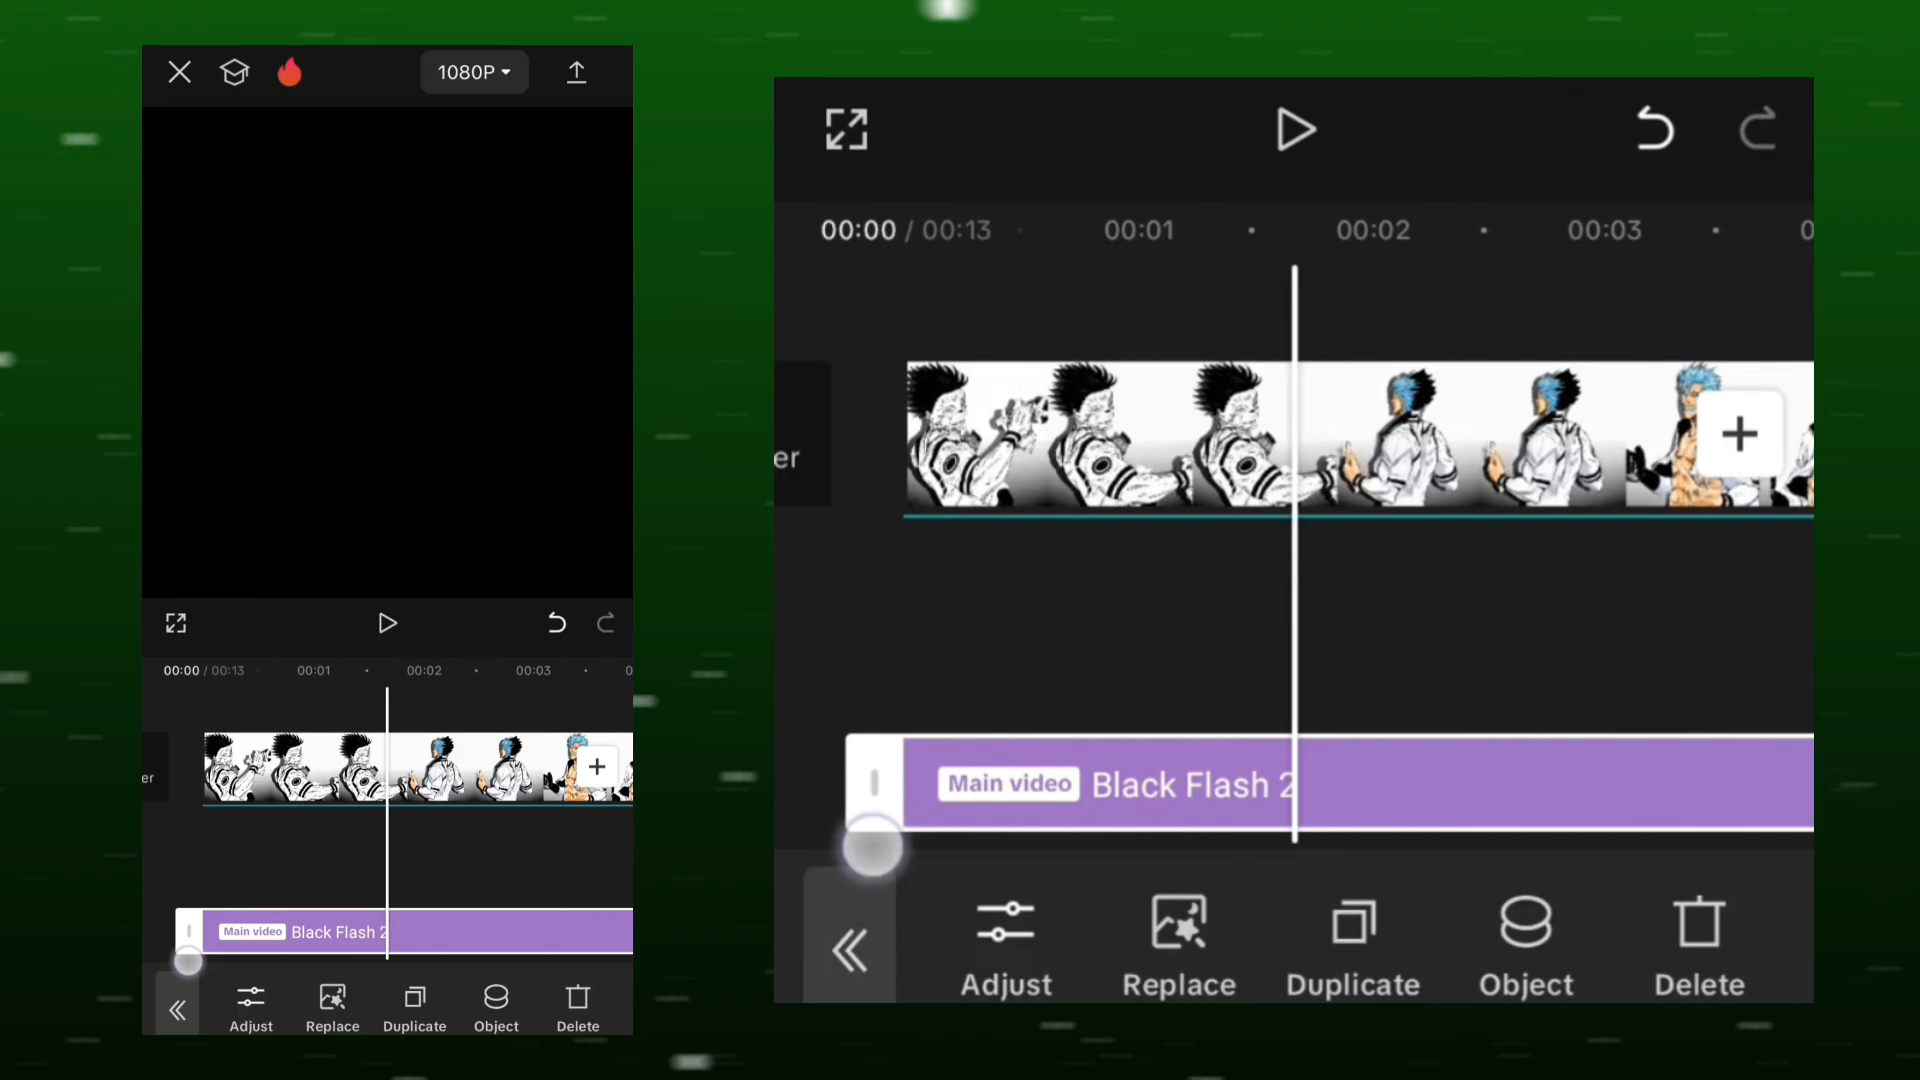 1080P
00:00 / 00:13 00:01 00:02 00:03 0
er
Main video Black Flash 2
Adjust Replace Duplicate Object Delete
00:00 / 00:13 00:01 00:02 00:03 0
er
Main video Black Flash 2
Adjust Replace Duplicate Object Delete